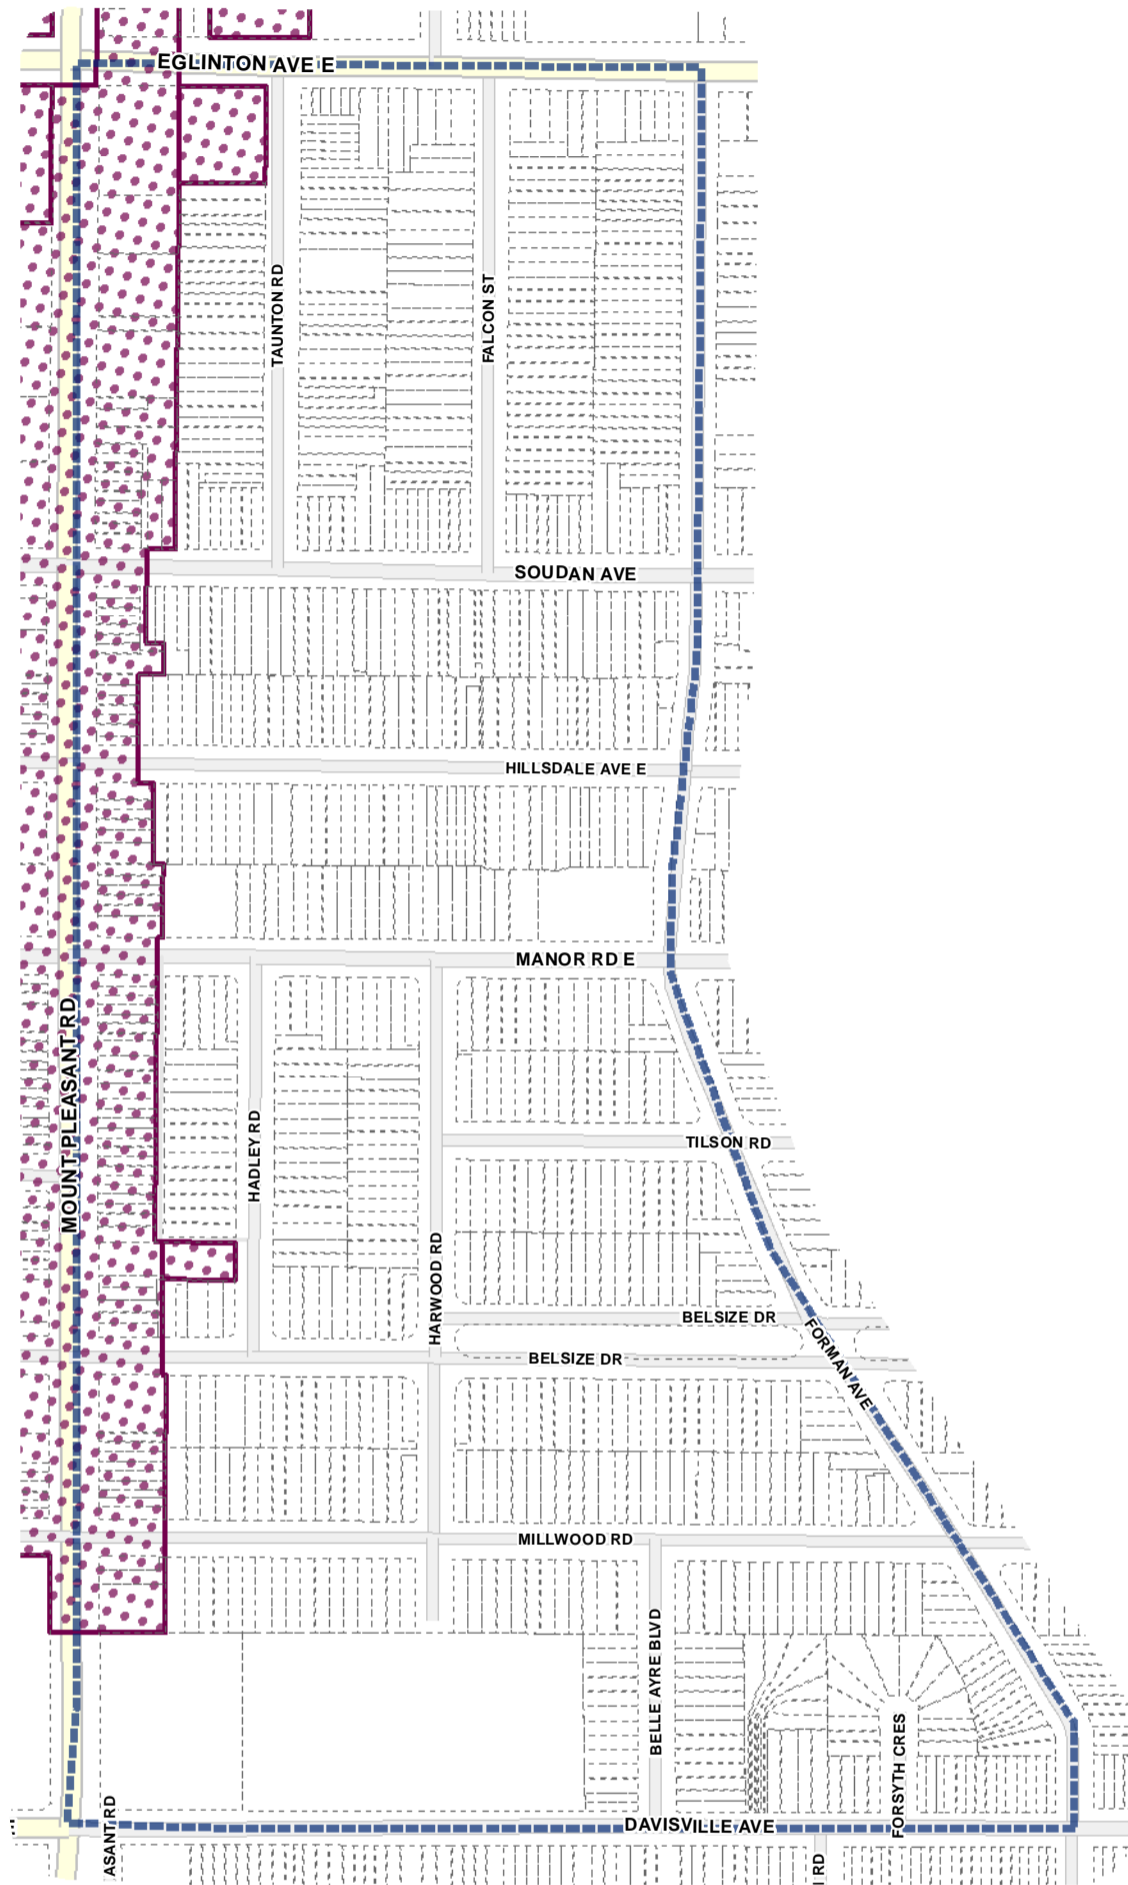 EGLINTON AVE E
TAUNTON RD
FALCON ST
SOUDAN AVE
HILLSDALE AVE E
MANOR RD E
MOUNT PLEASANT RD
HADLEY RD
TILSON RD
HARWOOD RD
BELSIZE DR
FORMAN AVE
BELSIZE DR
MILLWOOD RD
BELLE AYRE BLVD
FORSYTH CRES
ASANT RD
DAVISVILLE AVE
RD